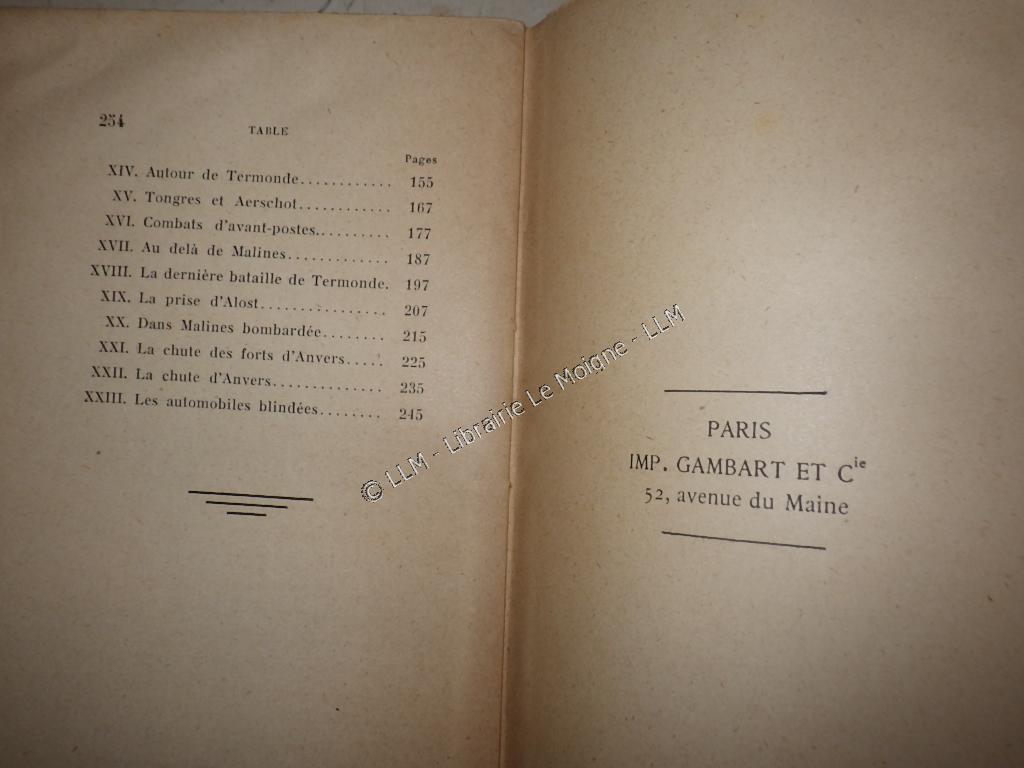 254
TABLE
Pages
XIV. Autour de Termonde............ 155
XV. Tongres et Aerschot............ 167
XVI. Combats d'avant-postes.......... 177
XVII. Au delà de Malines............. 187
XVIII. La dernière bataille de Termonde. 197
XIX. La prise d'Alost................ 207
XX. Dans Malines bombardée........ 215
XXI. La chute des forts d'Anvers..... 225
XXII. La chute d'Anvers.............. 235
XXIII. Les automobiles blindées........ 245
© LLM - Librairie Le Moigne - LLM
PARIS
IMP. GAMBART ET Cie
52, avenue du Maine